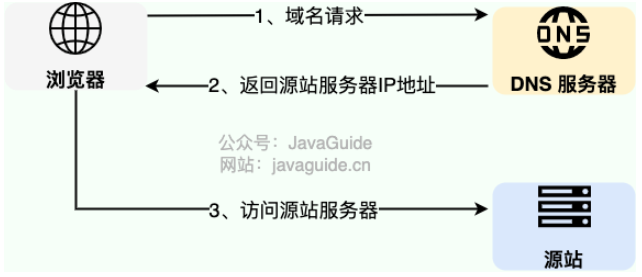 1、域名请求
DNS
浏览器
DNS 服务器
2、返回源站服务器IP地址
公众号：JavaGuide
网站：javaguide.cn
3、访问源站服务器
源站